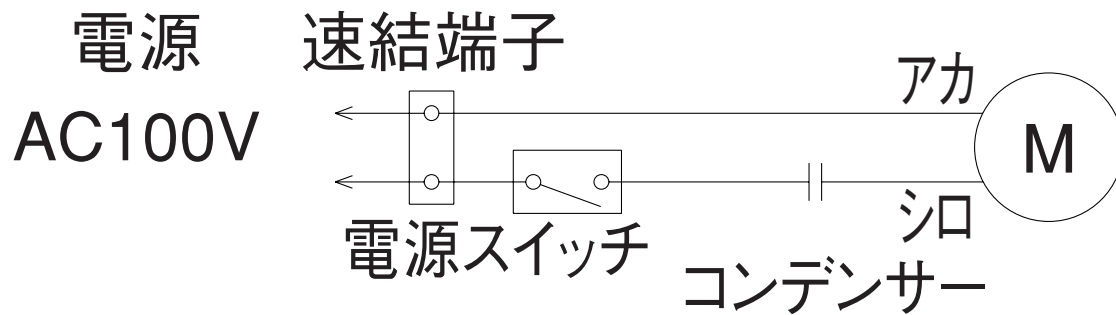 電源
速結端子
AC100V
アカ
M
シロ
電源スイッチ
コンデンサー